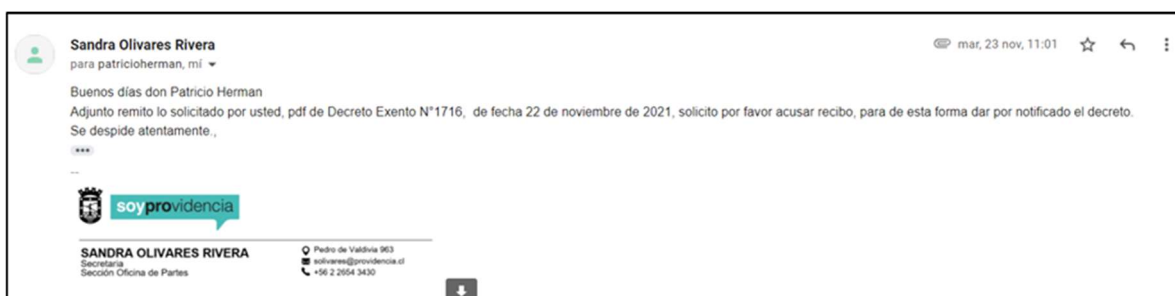 Sandra Olivares Rivera
mar, 23 nov, 11:01
para patricioherman, mí
Buenos días don Patricio Herman
Adjunto remito lo solicitado por usted, pdf de Decreto Exento N°1716, de fecha 22 de noviembre de 2021, solicito por favor acusar recibo, para de esta forma dar por notificado el decreto.
Se despide atentamente.,
...
--
soyprovidencia
SANDRA OLIVARES RIVERA
Secretaria
Sección Oficina de Partes
Pedro de Valdivia 963
solivares@providencia.cl
+56 2 2654 3430